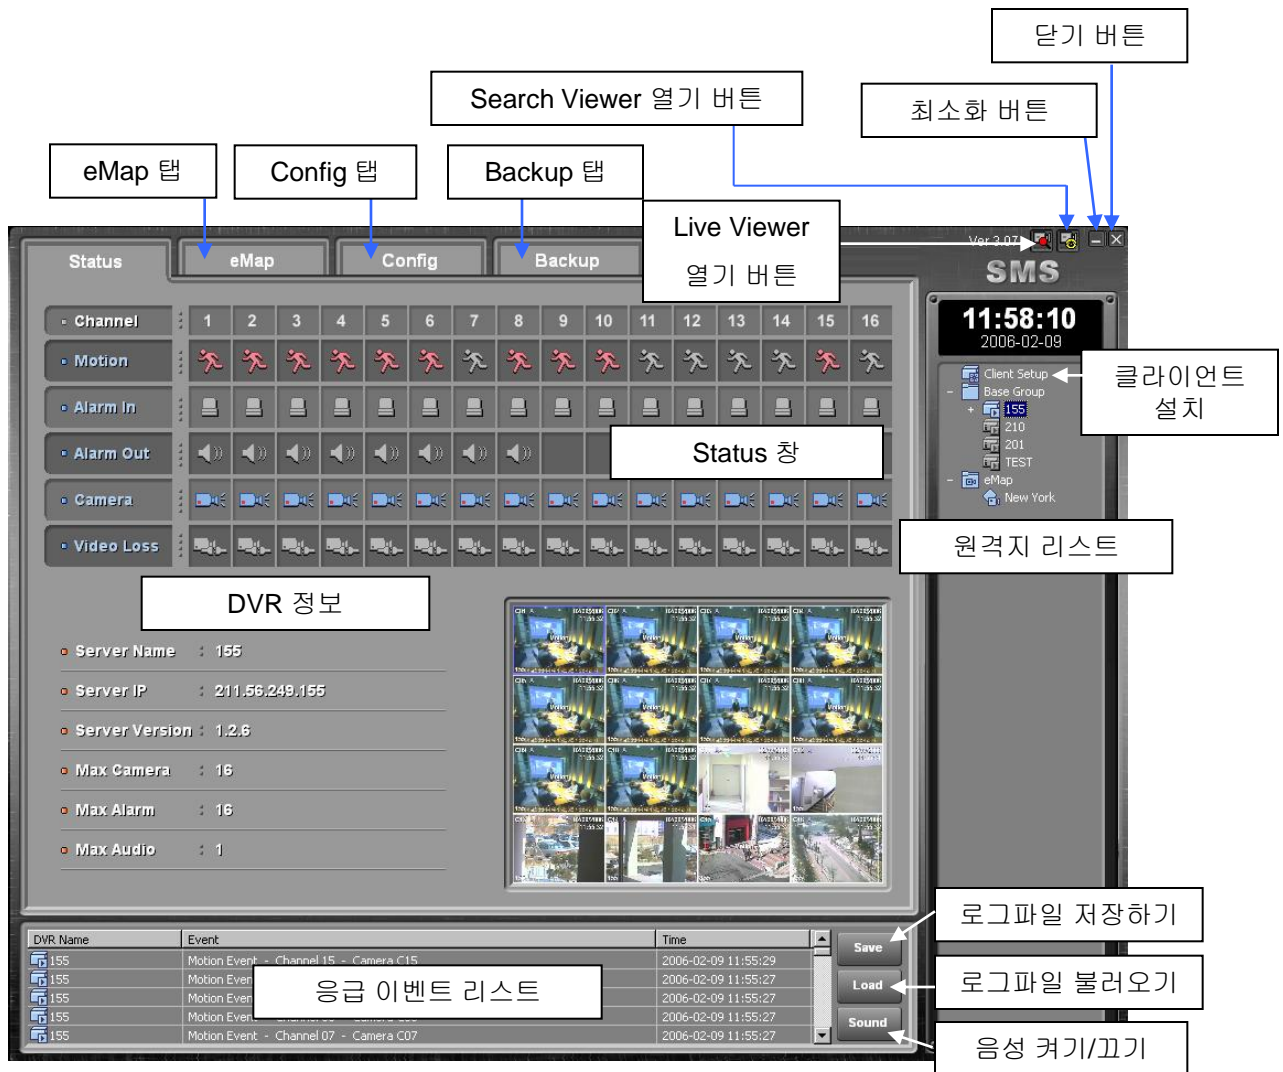 닫기 버튼
Search Viewer 열기 버튼
최소화 버튼
eMap 탭
Config 탭
Backup 탭
Live Viewer
열기 버튼
Ver 3.07
SMS
Status
eMap
Config
Backup
Channel 1 2 3 4 5 6 7 8 9 10 11 12 13 14 15 16
Motion
Alarm In
Alarm Out
Camera
Video Loss
Status 창
11:58:10
2006-02-09
Client Setup
Base Group
155
210
201
TEST
eMap
New York
클라이언트
설치
원격지 리스트
DVR 정보
Server Name : 155
Server IP : 211.56.249.155
Server Version : 1.2.6
Max Camera : 16
Max Alarm : 16
Max Audio : 1
DVR Name Event Time
155 Motion Event - Channel 15 - Camera C15 2006-02-09 11:55:29
155 Motion Even 2006-02-09 11:55:27
155 Motion Even 2006-02-09 11:55:27
155 Motion Even 2006-02-09 11:55:27
155 Motion Event - Channel 07 - Camera C07 2006-02-09 11:55:27
응급 이벤트 리스트
Save
Load
Sound
로그파일 저장하기
로그파일 불러오기
음성 켜기/끄기